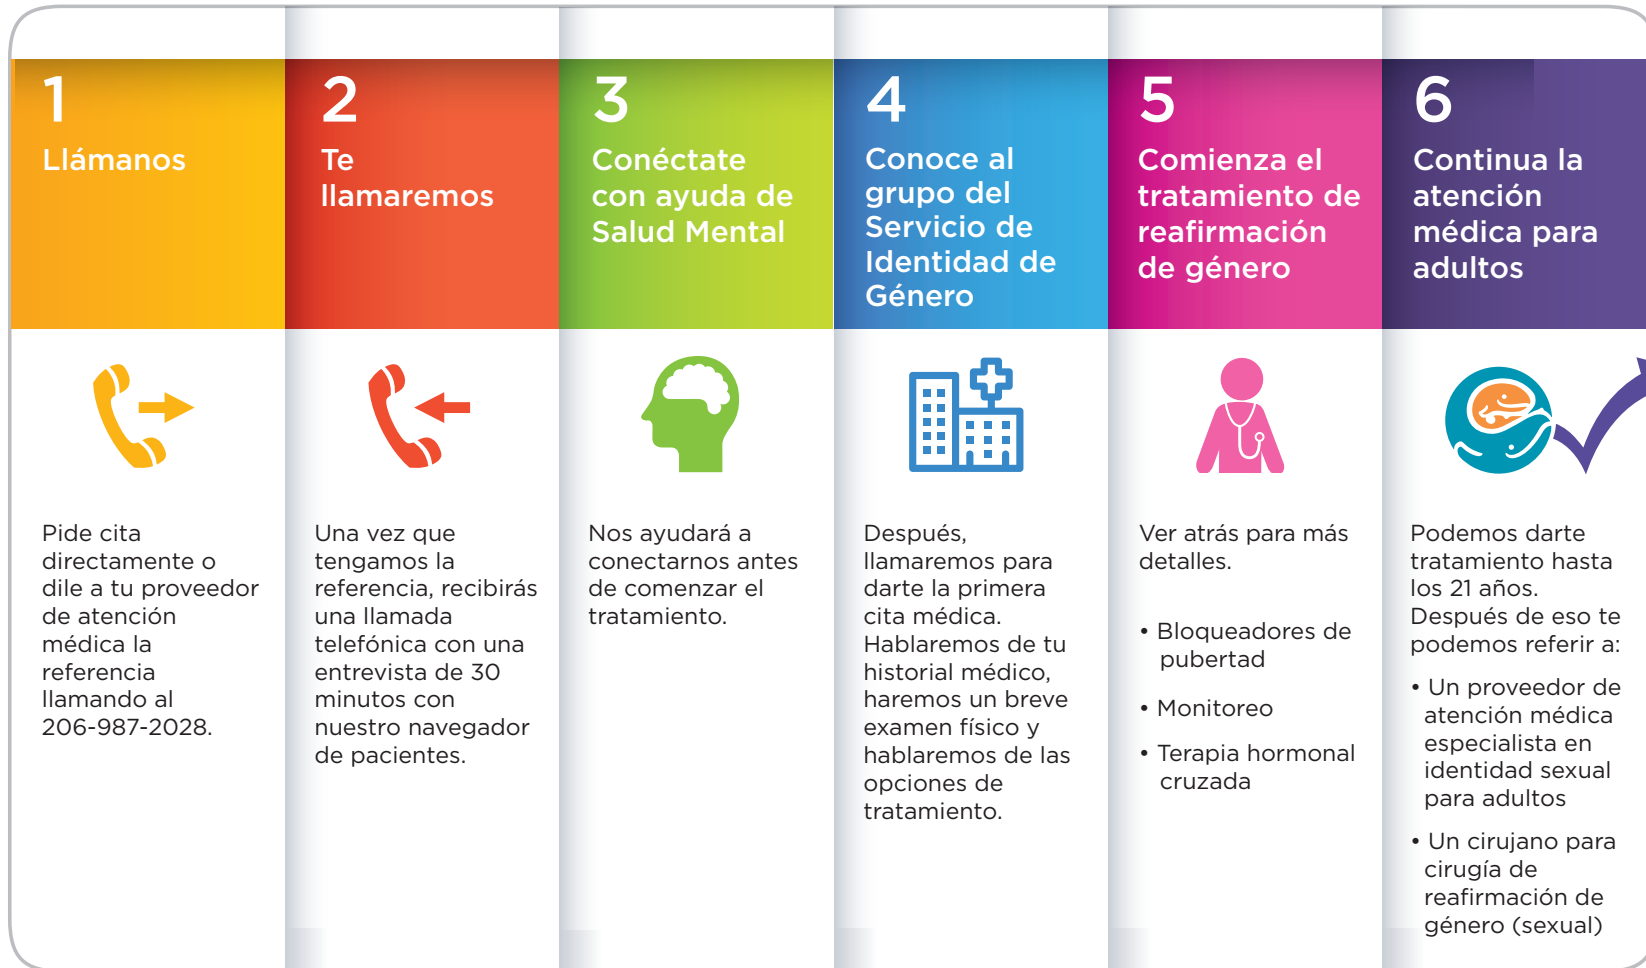 1
Llámanos
Pide cita
directamente o
dile a tu proveedor
de atención
médica la
referencia
llamando al
206-987-2028.
2
Te
llamaremos
Una vez que
tengamos la
referencia, recibirás
una llamada
telefónica con una
entrevista de 30
minutos con
nuestro navegador
de pacientes.
3
Conéctate
con ayuda de
Salud Mental
Nos ayudará a
conectarnos antes
de comenzar el
tratamiento.
4
Conoce al
grupo del
Servicio de
Identidad de
Género
Después,
llamaremos para
darte la primera
cita médica.
Hablaremos de tu
historial médico,
haremos un breve
examen físico y
hablaremos de las
opciones de
tratamiento.
5
Comienza el
tratamiento de
reafirmación
de género
Ver atrás para más
detalles.
• Bloqueadores de
pubertad
• Monitoreo
• Terapia hormonal
cruzada
6
Continua la
atención
médica para
adultos
Podemos darte
tratamiento hasta
los 21 años.
Después de eso te
podemos referir a:
• Un proveedor de
atención médica
especialista en
identidad sexual
para adultos
• Un cirujano para
cirugía de
reafirmación de
género (sexual)